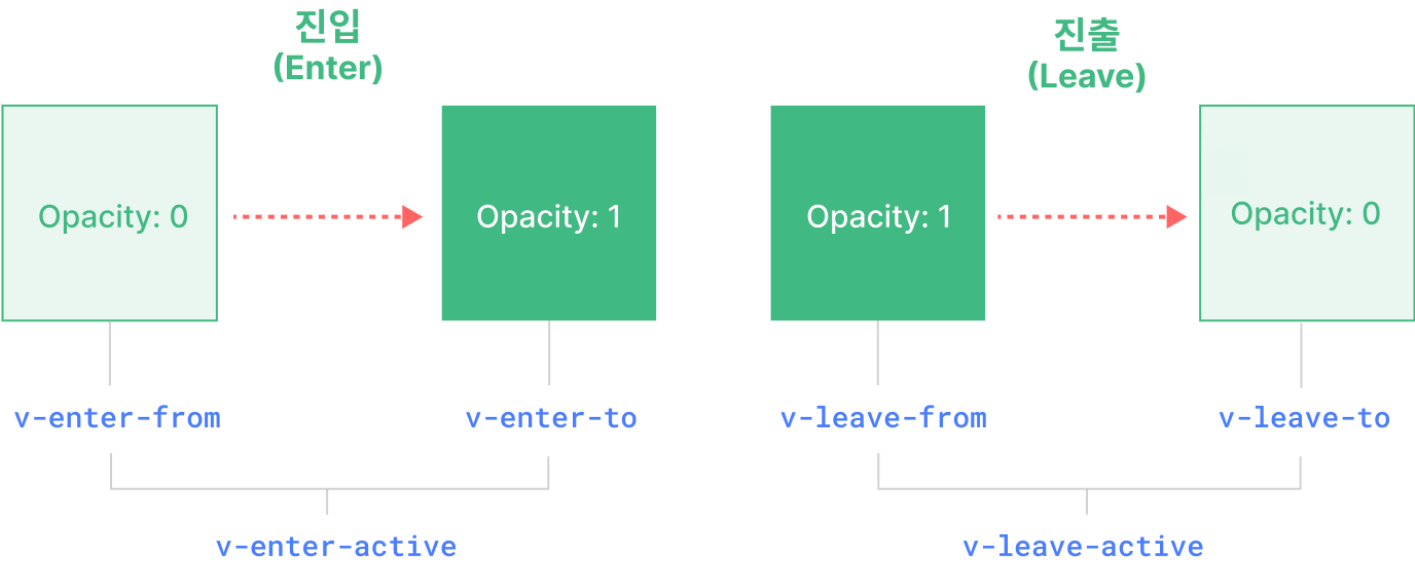 진입
(Enter)
진출
(Leave)
Opacity: 0
Opacity: 1
Opacity: 1
Opacity: 0
v-enter-from
v-enter-to
v-leave-from
v-leave-to
v-enter-active
v-leave-active